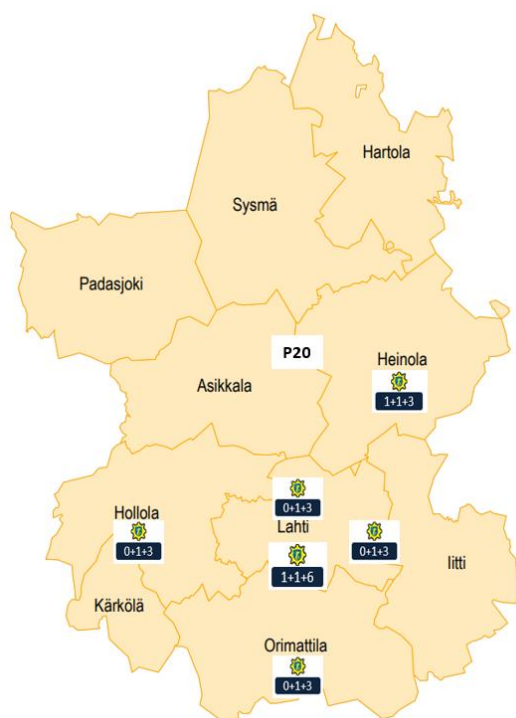 Hartola
Sysmä
Padasjoki
P20
Heinola
1+1+3
Asikkala
0+1+3
Hollola
Lahti
0+1+3
0+1+3
1+1+6
Iitti
Kärkölä
Orimattila
0+1+3